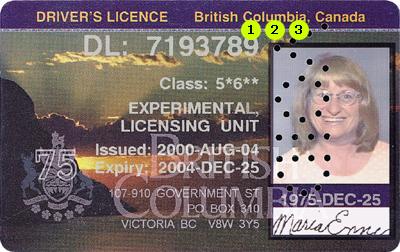 DRIVER'S LICENCE British Columbia, Canada
1 2 3
DL: 7193789
Class: 5*6**
EXPERIMENTAL,
LICENSING UNIT
Issued: 2000-AUG-04
75
Expiry: 2004-DEC-25
BRITISH
COLUMBIA
107-910 GOVERNMENT ST
PO BOX 310
VICTORIA BC V8W 3Y5
1975-DEC-25
Maria